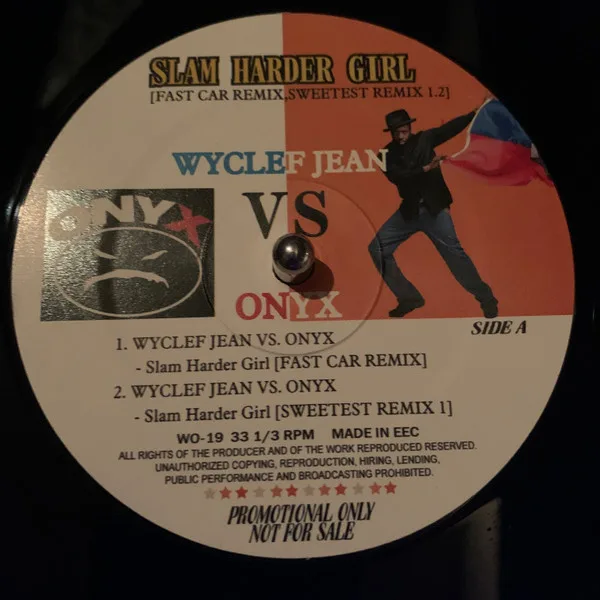 SLAM HARDER GIRL
[FAST CAR REMIX,SWEETEST REMIX 1.2]
WYCLEF JEAN
VS
ONYX
ONYX
SIDE A
1. WYCLEF JEAN VS. ONYX
- Slam Harder Girl [FAST CAR REMIX]
2. WYCLEF JEAN VS. ONYX
- Slam Harder Girl [SWEETEST REMIX 1]
WO-19 33 1/3 RPM MADE IN EEC
ALL RIGHTS OF THE PRODUCER AND OF THE WORK REPRODUCED RESERVED.
UNAUTHORIZED COPYING, REPRODUCTION, HIRING, LENDING,
PUBLIC PERFORMANCE AND BROADCASTING PROHIBITED.
PROMOTIONAL ONLY
NOT FOR SALE